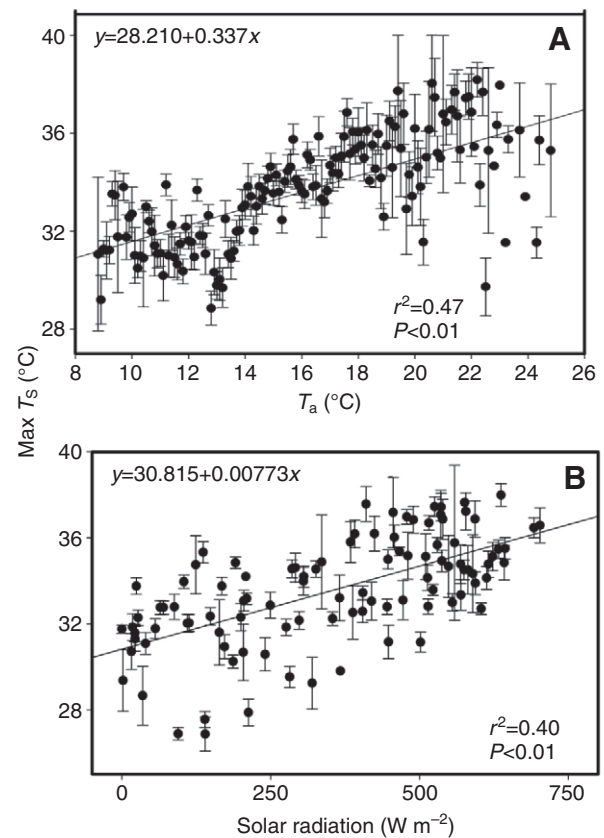 A
y=28.210+0.337x
40
36
32
28
r²=0.47
P<0.01
8 10 12 14 16 18 20 22 24 26
Tₐ (°C)
Max Tₛ (°C)
B
y=30.815+0.00773x
40
36
32
28
r²=0.40
P<0.01
0 250 500 750
Solar radiation (W m⁻²)